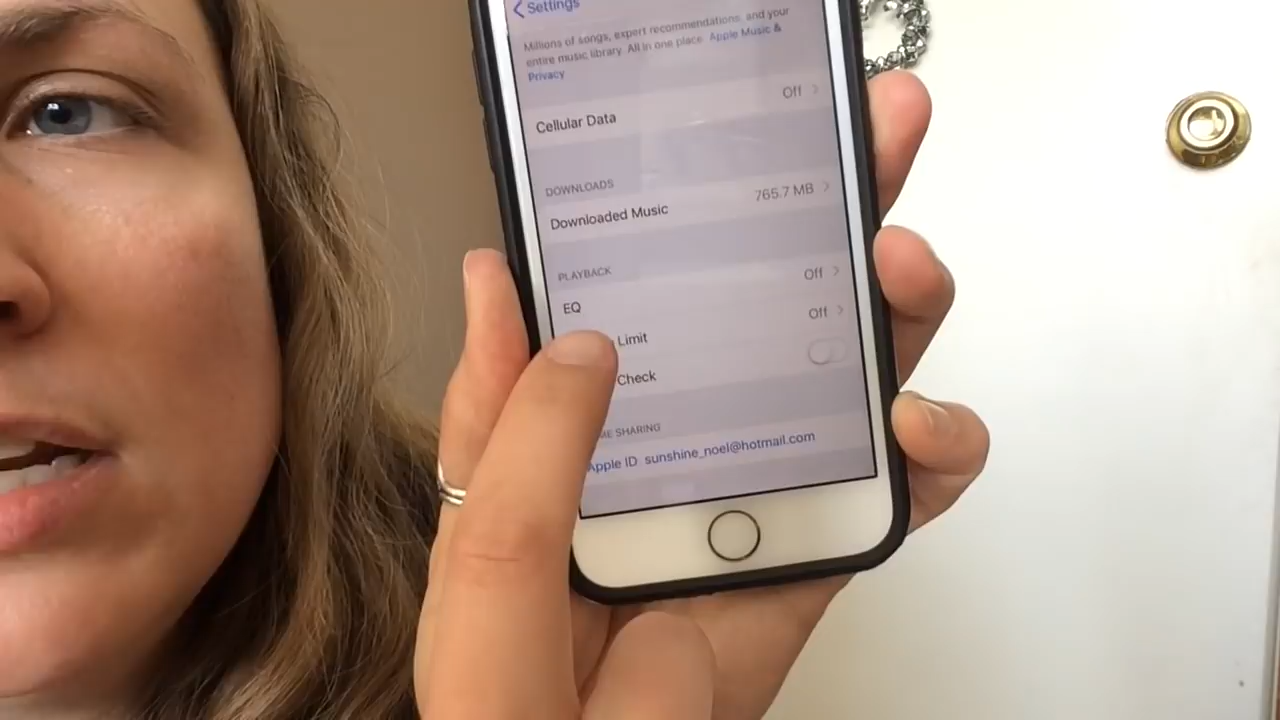 Settings
Millions of songs, expert recommendations, and your
entire music library. All in one place. Apple Music &
Privacy
Cellular Data Off
DOWNLOADS
Downloaded Music 765.7 MB
PLAYBACK
EQ Off
Limit Off
Check
SHARING
Apple ID sunshine_noel@hotmail.com